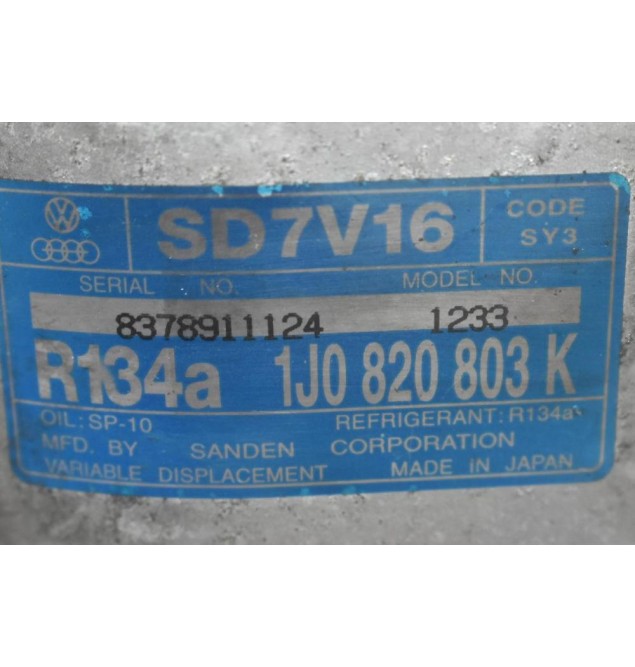 SD7V16
CODE
SY3
SERIAL NO. MODEL NO.
8378911124 1233
R134a 1J0 820 803 K
OIL: SP-10 REFRIGERANT: R134a
MFD. BY SANDEN CORPORATION
VARIABLE DISPLACEMENT MADE IN JAPAN